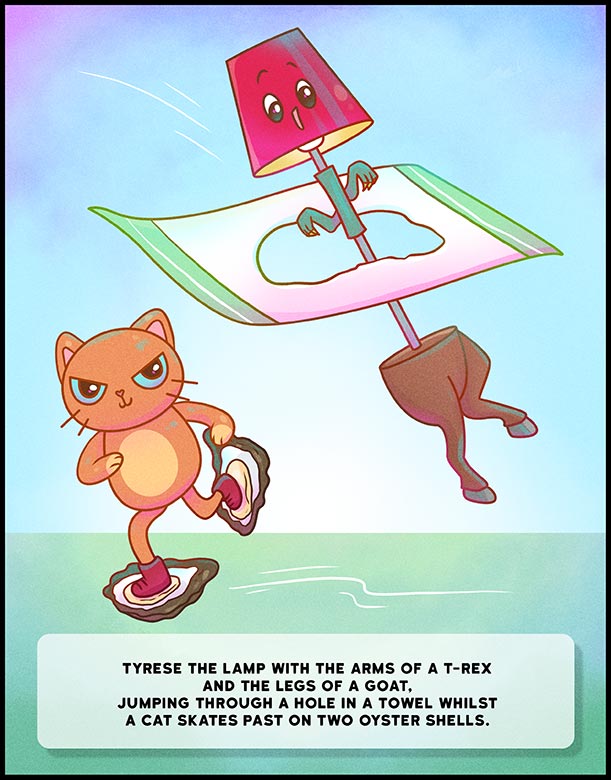 TYRESE THE LAMP WITH THE ARMS OF A T-REX
AND THE LEGS OF A GOAT,
JUMPING THROUGH A HOLE IN A TOWEL WHILST
A CAT SKATES PAST ON TWO OYSTER SHELLS.